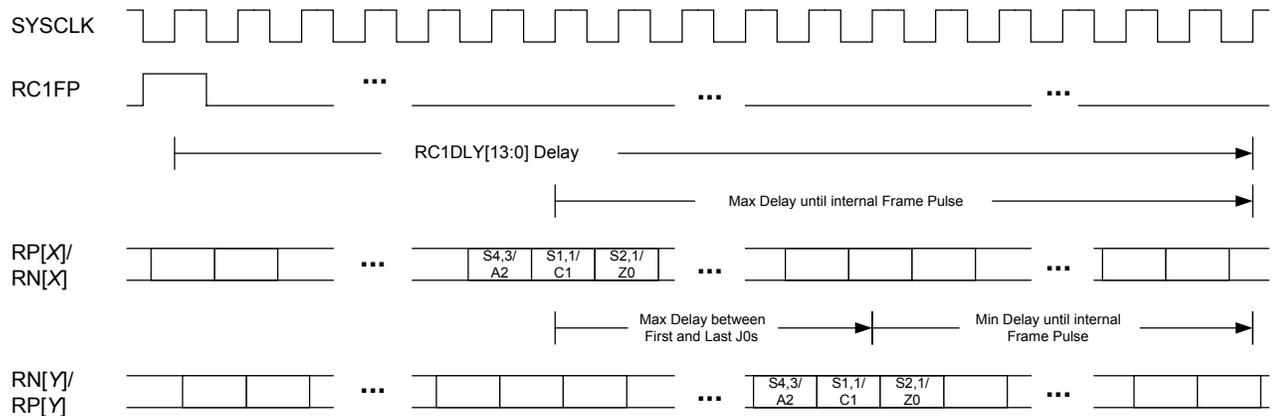 SYSCLK
RC1FP
...
...
...
RC1DLY[13:0] Delay
Max Delay until internal Frame Pulse
RP[X]/
RN[X]
...
S4,3/
A2
S1,1/
C1
S2,1/
Z0
...
...
Max Delay between
First and Last J0s
Min Delay until internal
Frame Pulse
RN[Y]/
RP[Y]
...
...
S4,3/
A2
S1,1/
C1
S2,1/
Z0
...